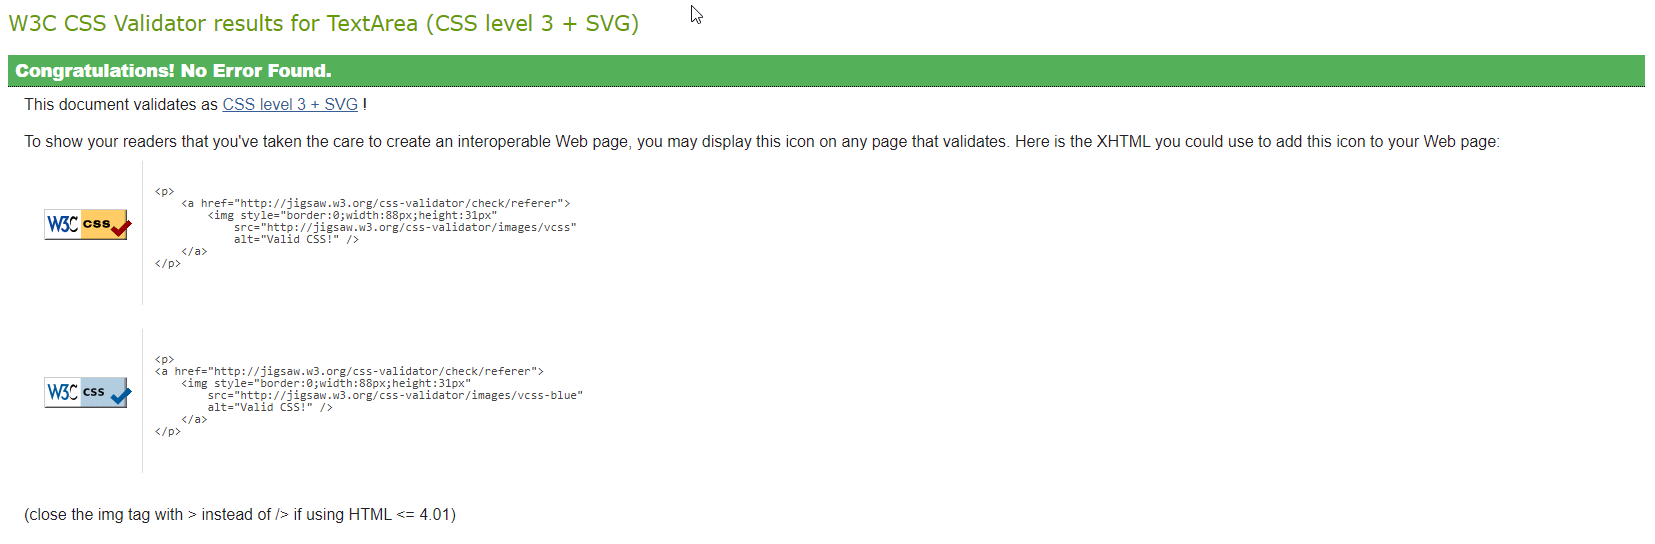 W3C CSS Validator results for TextArea (CSS level 3 + SVG)
Congratulations! No Error Found.
This document validates as CSS level 3 + SVG !
To show your readers that you've taken the care to create an interoperable Web page, you may display this icon on any page that validates. Here is the XHTML you could use to add this icon to your Web page:
W3C css
<p>
    <a href="http://jigsaw.w3.org/css-validator/check/referer">
        <img style="border:0;width:88px;height:31px"
            src="http://jigsaw.w3.org/css-validator/images/vcss"
            alt="Valid CSS!" />
    </a>
</p>
W3C css
<p>
<a href="http://jigsaw.w3.org/css-validator/check/referer">
    <img style="border:0;width:88px;height:31px"
        src="http://jigsaw.w3.org/css-validator/images/vcss-blue"
        alt="Valid CSS!" />
    </a>
</p>
(close the img tag with > instead of /> if using HTML <= 4.01)